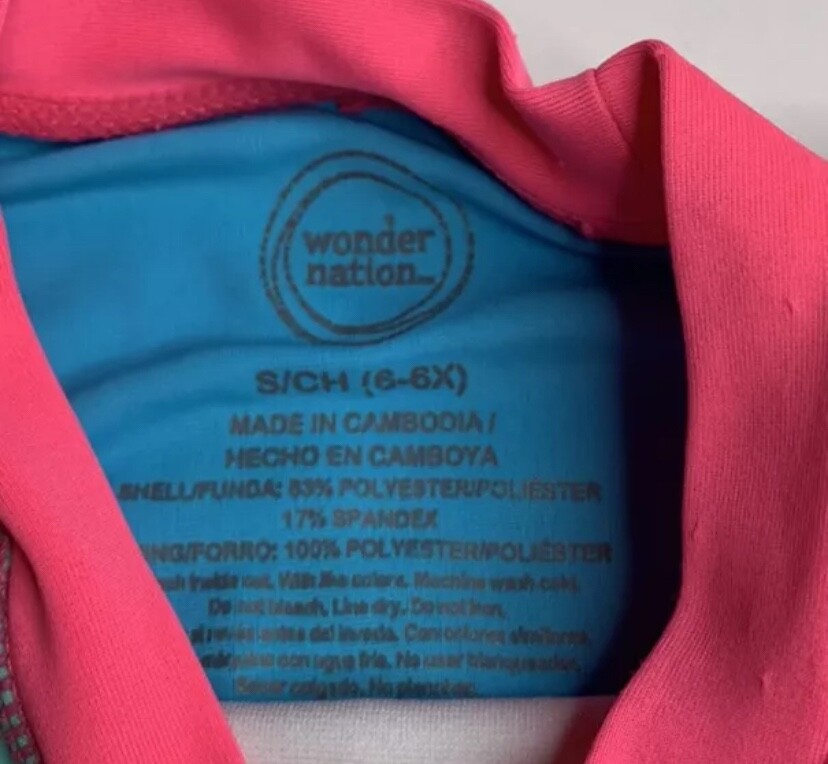 wonder
nation
S/CH (6-6X)
MADE IN CAMBODIA /
HECHO EN CAMBOYA
SHELL/FUNDA: 83% POLYESTER/POLIÉSTER
17% SPANDEX
NG/FORRO: 100% POLYESTER/POLIÉSTER
inside out. With like colors. Machine wash cold.
Do not bleach. Line dry. Do not iron.
antes del lavado. Con colores similares,
con agua fría. No usar blanqueador.
Secar colgado. No planchar.